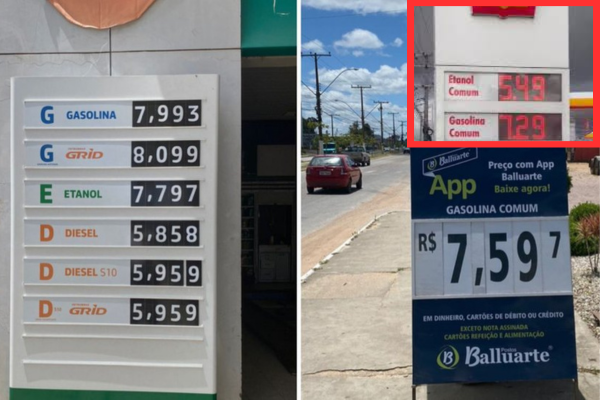 G GASOLINA 7,993
G GRID 8,099
E ETANOL 7,797
D DIESEL 5,858
D DIESEL S10 5,959
D GRID 5,959
Etanol
Comum 5.49
Gasolina
Comum 7.29
B Balluarte
Preço com App
Balluarte
Baixe agora!
App
GASOLINA COMUM
R$ 7,59 7
EM DINHEIRO, CARTÕES DE DÉBITO OU CRÉDITO
EXCETO NOTA ASSINADA
CARTÕES REFEIÇÃO E ALIMENTAÇÃO
B Balluarte